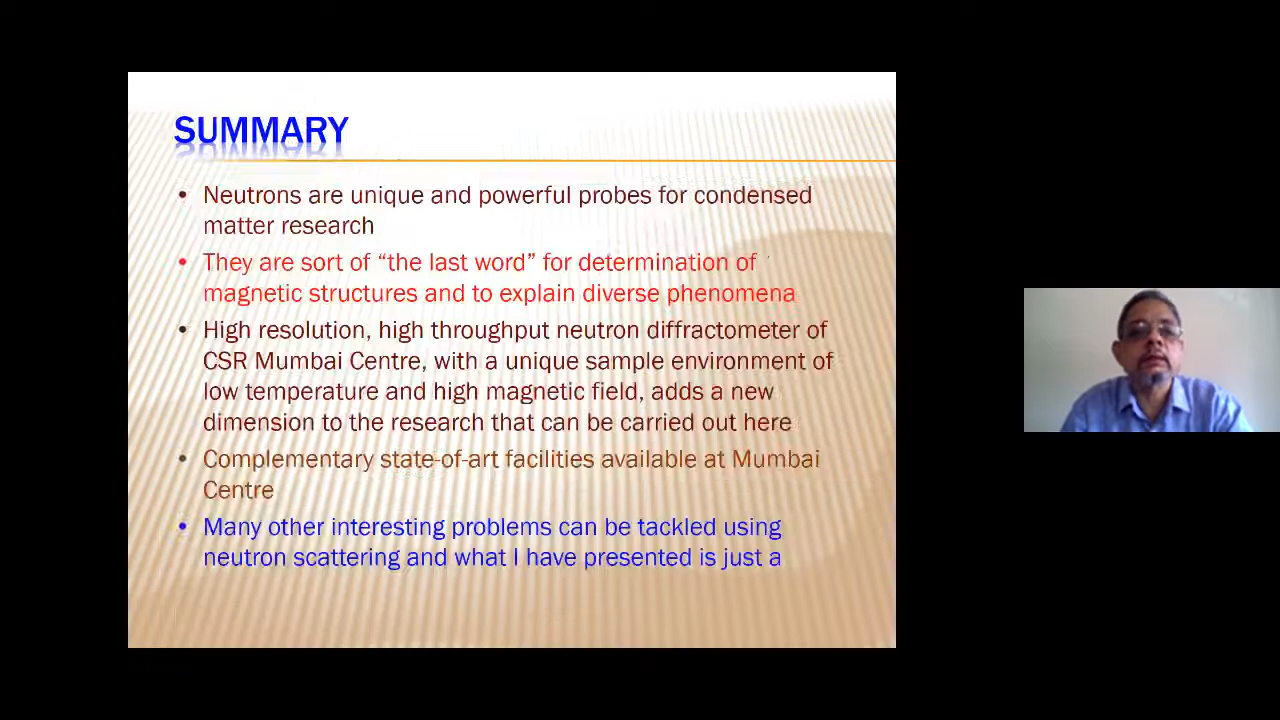 SUMMARY
• Neutrons are unique and powerful probes for condensed
matter research
• They are sort of “the last word” for determination of
magnetic structures and to explain diverse phenomena
• High resolution, high throughput neutron diffractometer of
CSR Mumbai Centre, with a unique sample environment of
low temperature and high magnetic field, adds a new
dimension to the research that can be carried out here
• Complementary state-of-art facilities available at Mumbai
Centre
• Many other interesting problems can be tackled using
neutron scattering and what I have presented is just a